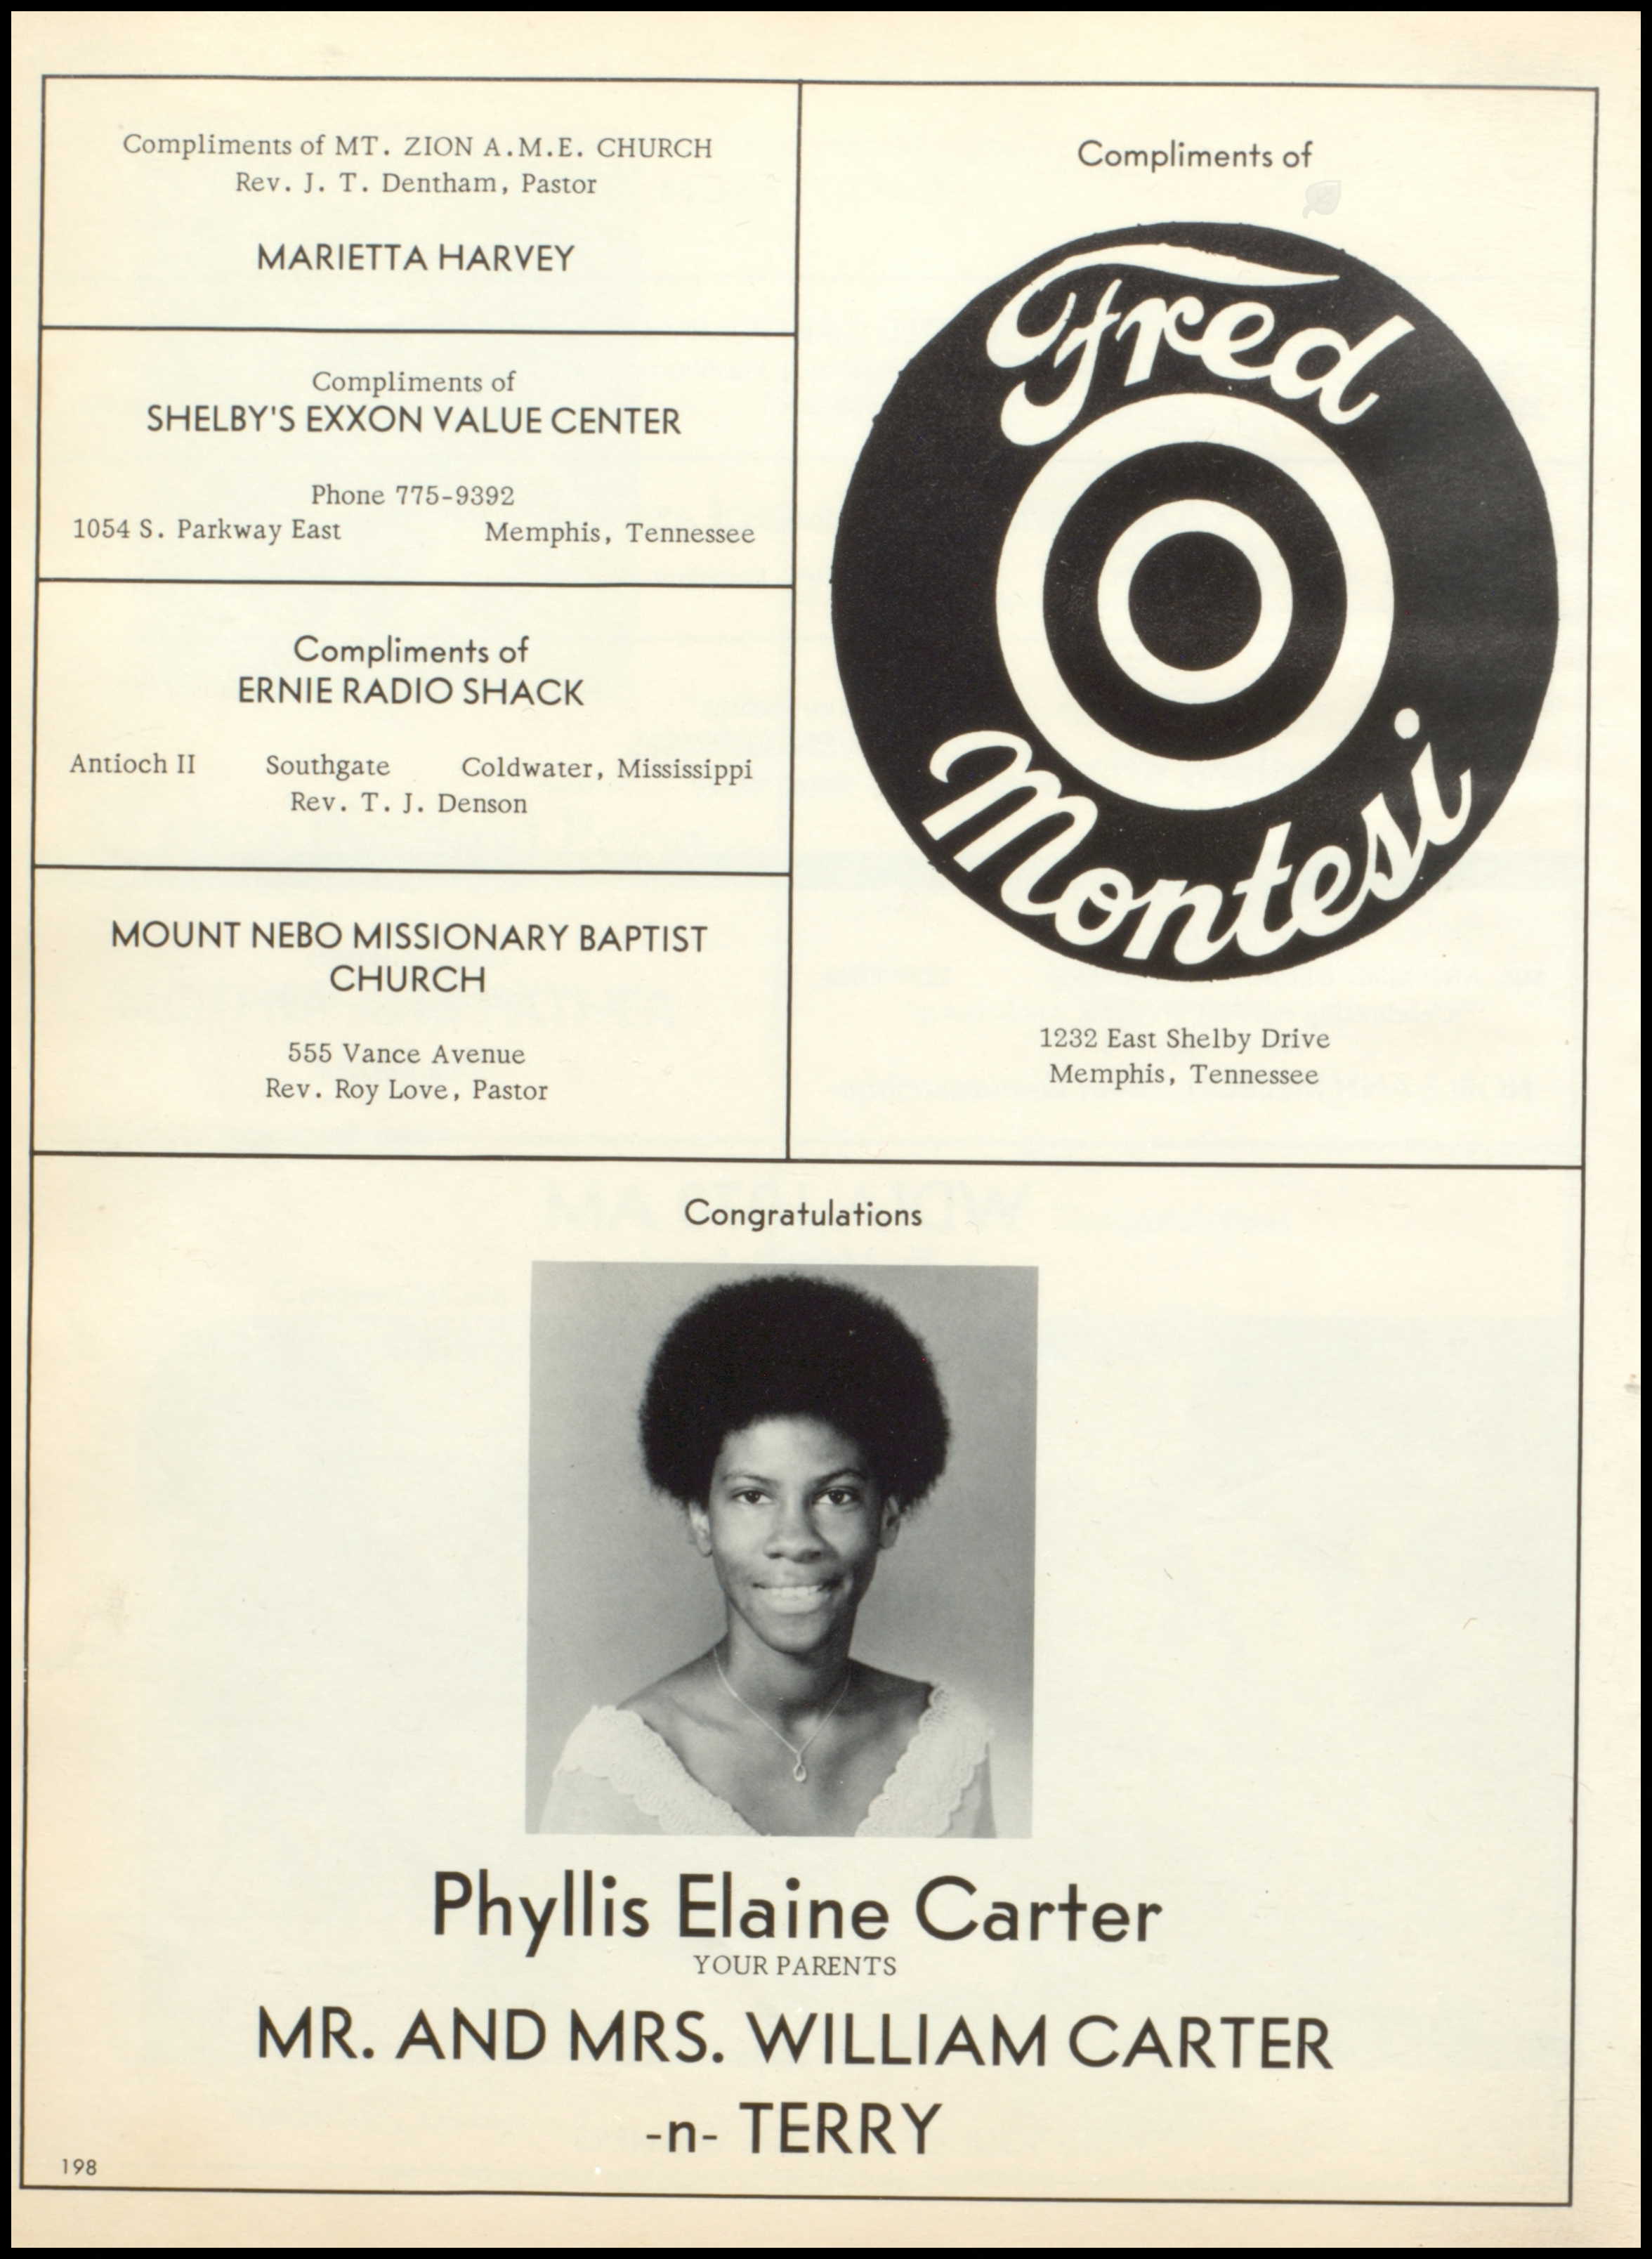 Compliments of MT. ZION A.M.E. CHURCH
Rev. J. T. Dentham, Pastor
MARIETTA HARVEY
Compliments of
SHELBY'S EXXON VALUE CENTER
Phone 775-9392
1054 S. Parkway East Memphis, Tennessee
Compliments of
ERNIE RADIO SHACK
Antioch II Southgate Coldwater, Mississippi
Rev. T. J. Denson
MOUNT NEBO MISSIONARY BAPTIST
CHURCH
555 Vance Avenue
Rev. Roy Love, Pastor
Compliments of
Fred
Montesi
1232 East Shelby Drive
Memphis, Tennessee
Congratulations
Phyllis Elaine Carter
YOUR PARENTS
MR. AND MRS. WILLIAM CARTER
-n- TERRY
198